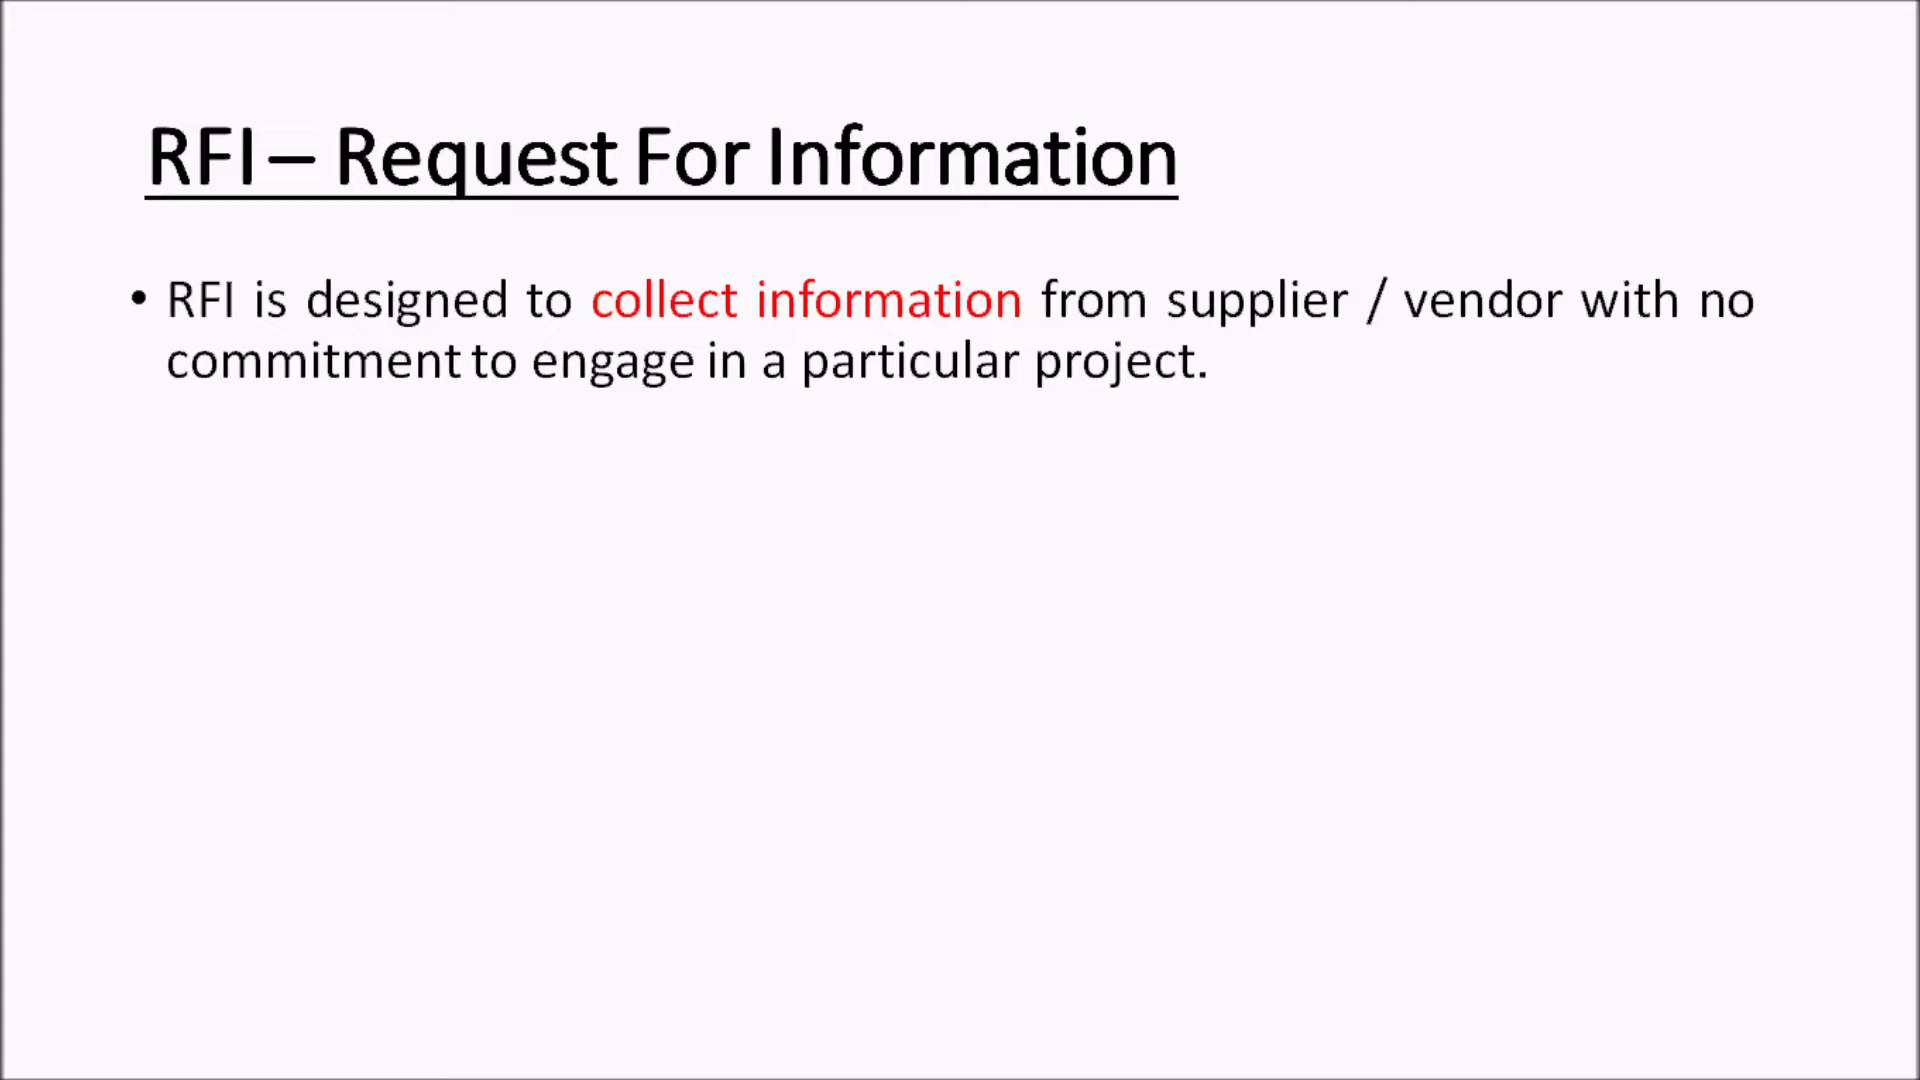 RFI – Request For Information
• RFI is designed to collect information from supplier / vendor with no
commitment to engage in a particular project.